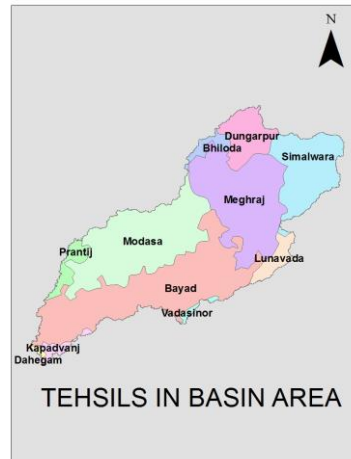 N
Dungarpur
Bhiloda
Simalwara
Meghraj
Modasa
Prantij
Lunavada
Bayad
Vadasinor
Kapadvanj
Dahegam
TEHSILS IN BASIN AREA